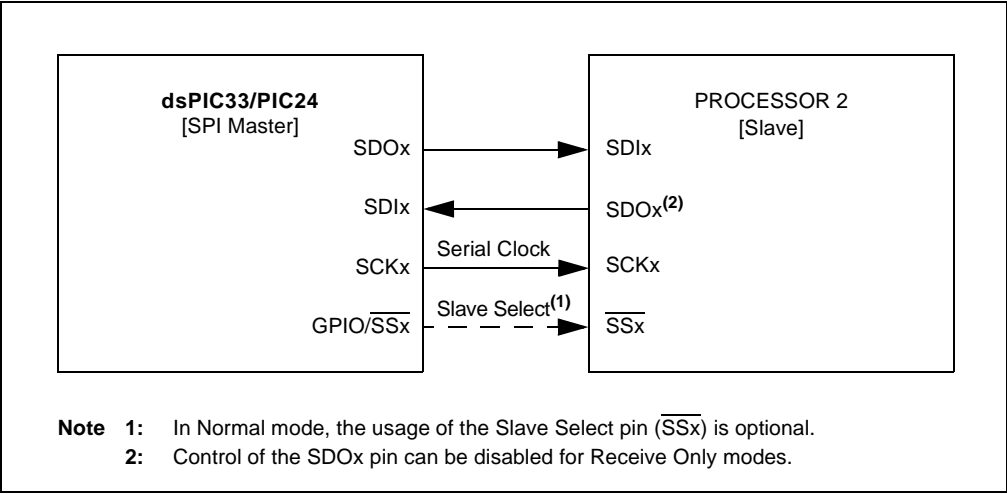 dsPIC33/PIC24
[SPI Master]
PROCESSOR 2
[Slave]
SDOx
SDIx
SDIx
SDOx(2)
SCKx
Serial Clock
SCKx
GPIO/SSx
Slave Select(1)
SSx
Note 1: In Normal mode, the usage of the Slave Select pin (SSx) is optional.
2: Control of the SDOx pin can be disabled for Receive Only modes.